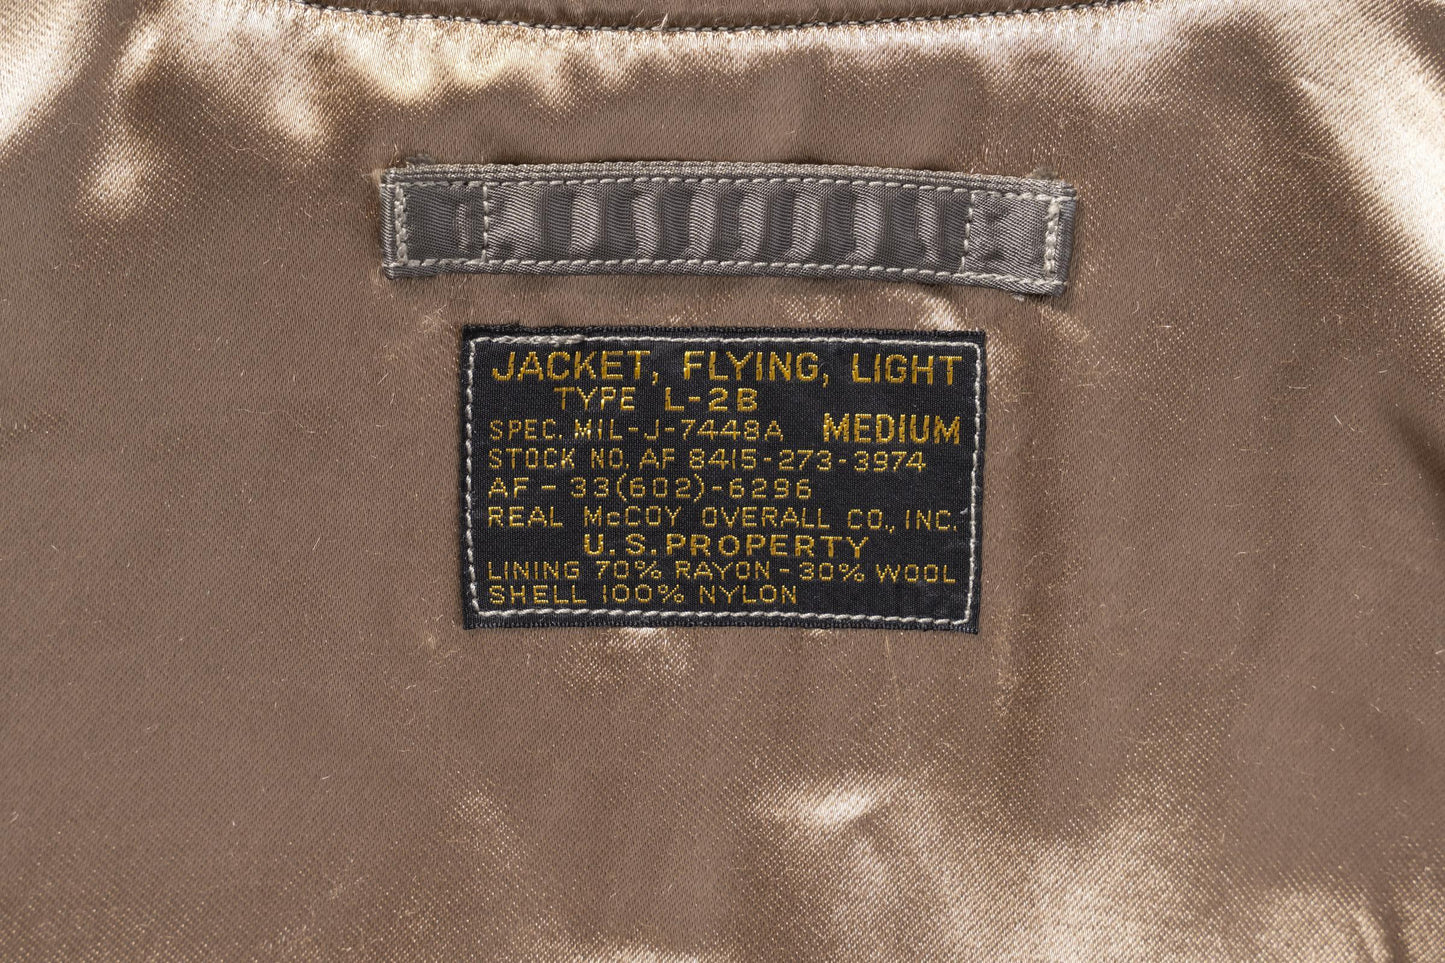 JACKET, FLYING, LIGHT
TYPE L-2B
SPEC. MIL-J-7448A MEDIUM
STOCK NO. AF 8415-273-3974
AF-33(602)-6296
REAL McCOY OVERALL CO., INC.
U.S. PROPERTY
LINING 70% RAYON-30% WOOL
SHELL 100% NYLON